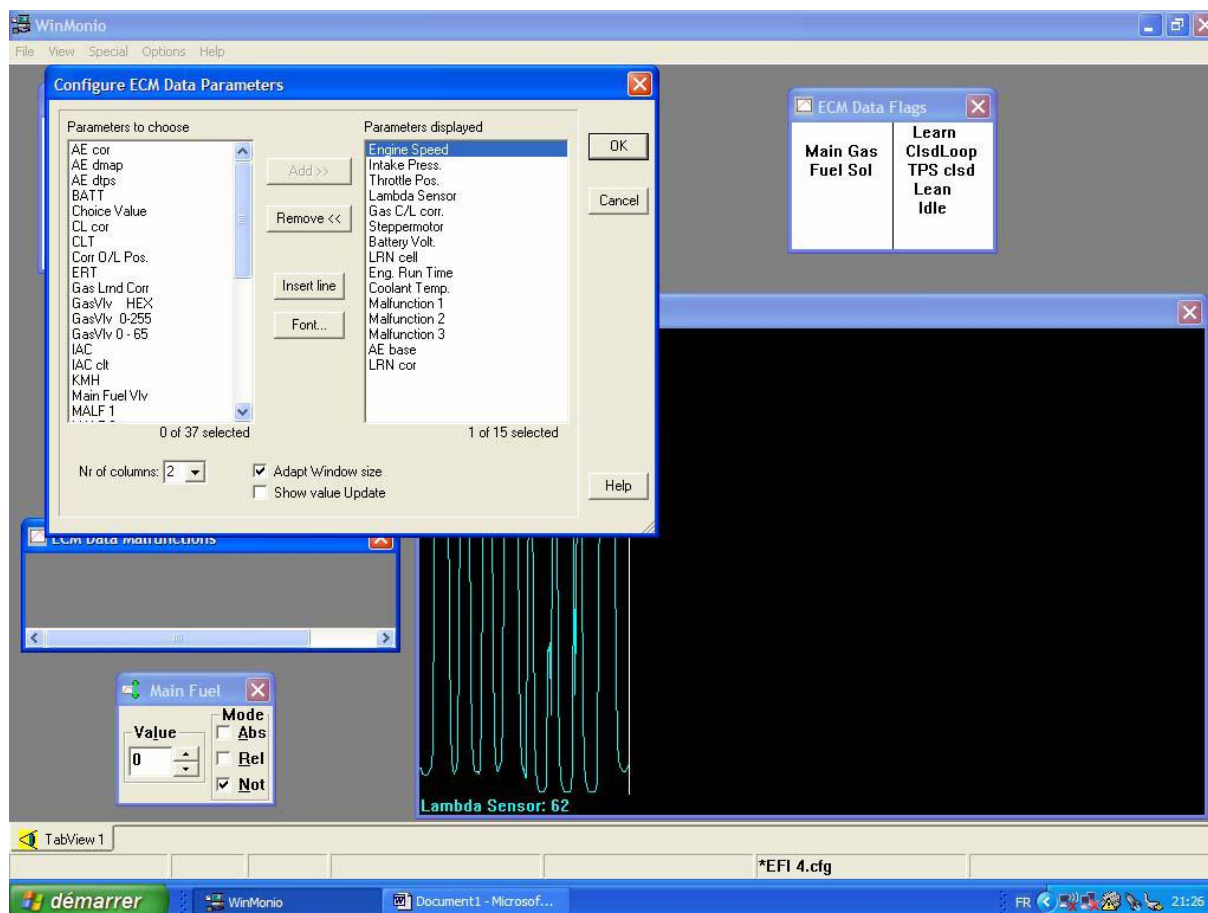 WinMonio
File View Special Options Help
Configure ECM Data Parameters
Parameters to choose
AE cor
AE dmap
AE dtps
BATT
Choice Value
CL cor
CLT
Corr O/L Pos.
ERT
Gas Lrnd Corr
GasVlv HEX
GasVlv 0-255
GasVlv 0 - 65
IAC
IAC clt
KMH
Main Fuel Vlv
MALF 1
0 of 37 selected
Add >>
Remove <<
Insert line
Font...
Parameters displayed
Engine Speed
Intake Press.
Throttle Pos.
Lambda Sensor
Gas C/L corr.
Steppermotor
Battery Volt.
LRN cell
Eng. Run Time
Coolant Temp.
Malfunction 1
Malfunction 2
Malfunction 3
AE base
LRN cor
1 of 15 selected
OK
Cancel
Help
Nr of columns: 2
Adapt Window size
Show value Update
ECM Data Flags
Main Gas
Fuel Sol
Learn
ClsdLoop
TPS clsd
Lean
Idle
ECM Data Malfunctions
Main Fuel
Value
0
Mode
Abs
Rel
Not
Lambda Sensor: 62
TabView 1
*EFI 4.cfg
démarrer
WinMonio
Document1 - Microsof...
FR
21:26